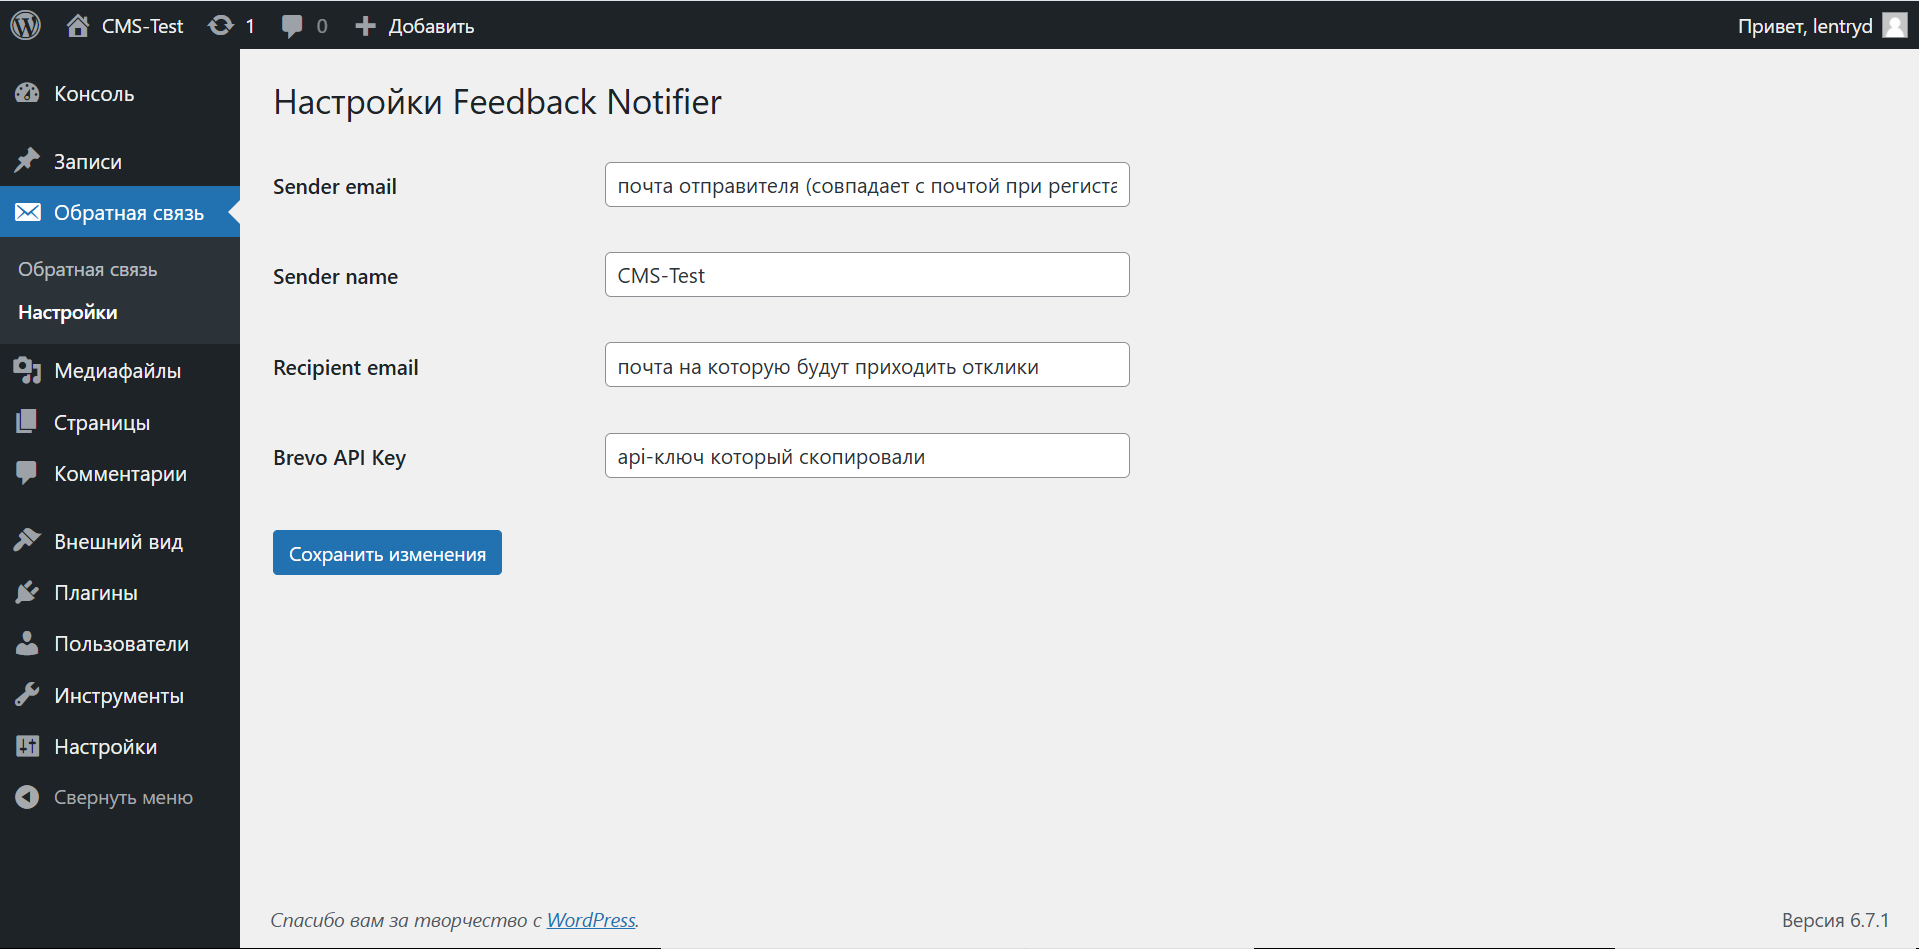 CMS-Test 1 0 Добавить Привет, lentryd
Консоль
Записи
Обратная связь
Обратная связь
Настройки
Медиафайлы
Страницы
Комментарии
Внешний вид
Плагины
Пользователи
Инструменты
Настройки
Свернуть меню
Настройки Feedback Notifier
Sender email почта отправителя (совпадает с почтой при региста
Sender name CMS-Test
Recipient email почта на которую будут приходить отклики
Brevo API Key api-ключ который скопировали
Сохранить изменения
Спасибо вам за творчество с WordPress. Версия 6.7.1